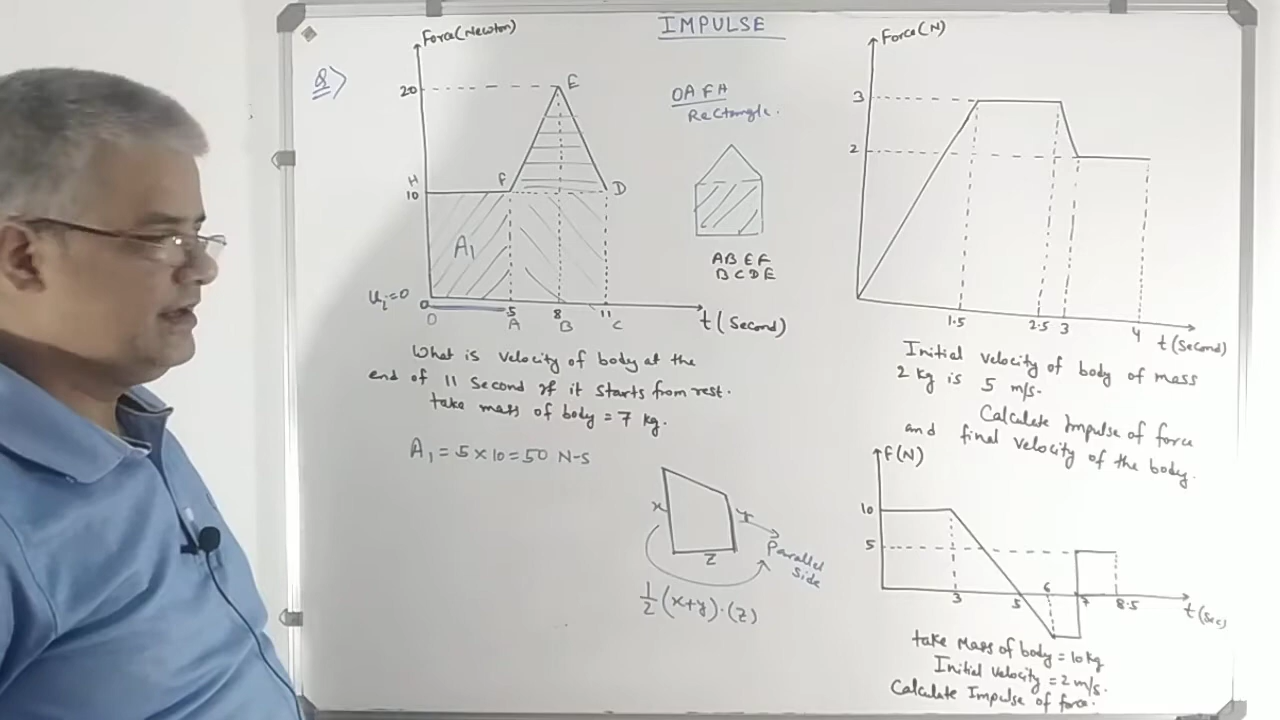 IMPULSE
Q>
Force(Newton)
20
E
H
10
F
D
A1
Ui=0
0
5
8
11
O
A
B
C
t(Second)
What is velocity of body at the
end of 11 Second if it starts from rest.
take mass of body = 7 kg.
A1 = 5 × 10 = 50 N-S
OAFH
Rectangle.
ABEF
BCDE
x
y
z
Parallel
Side
1/2 (x+y)·(z)
Force(N)
3
2
1.5
2.5
3
4
t(Second)
Initial velocity of body of mass
2 kg is 5 m/s.
Calculate Impulse of force
and final velocity of the body.
F(N)
10
5
3
5
6
7
8.5
t(Sec)
take Mass of body = 10kg
Initial velocity = 2 m/s.
Calculate Impulse of force.